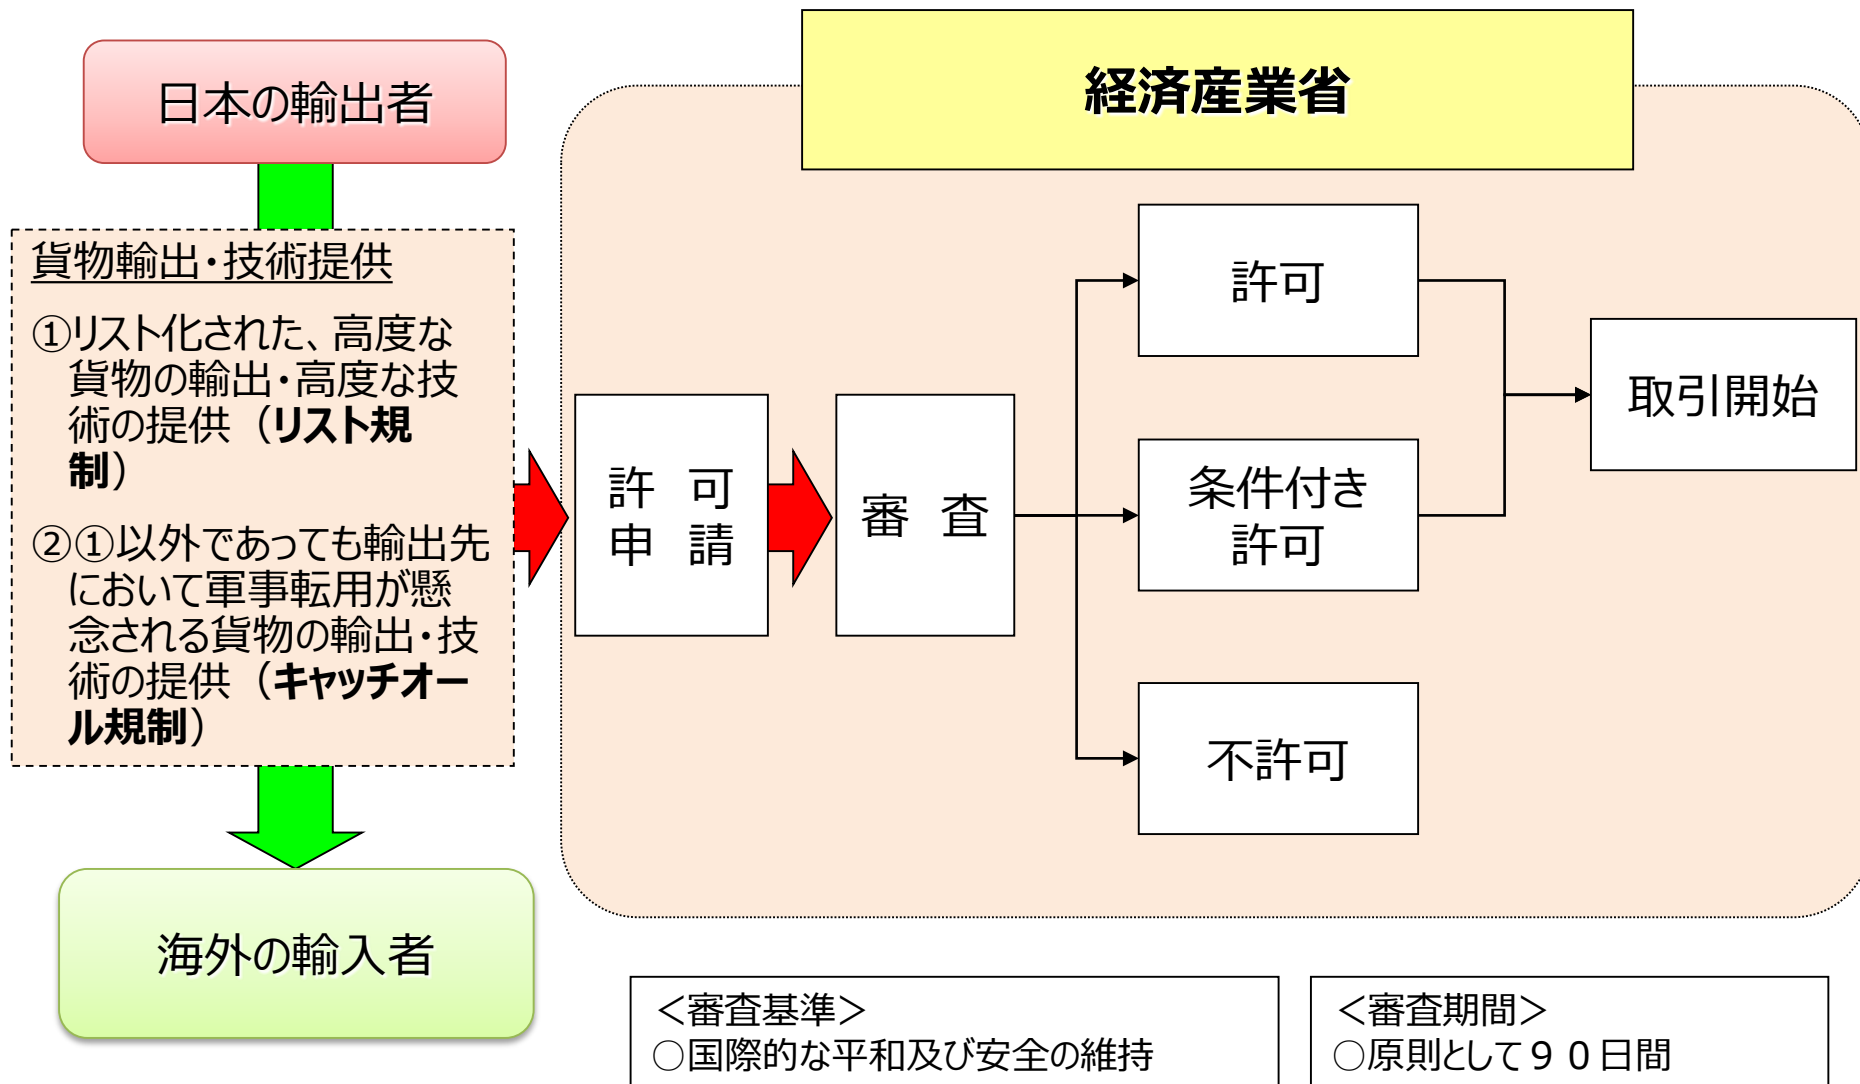 日本の輸出者
経済産業省
貨物輸出・技術提供
①リスト化された、高度な
貨物の輸出・高度な技
術の提供（リスト規
制）
②①以外であっても輸出先
において軍事転用が懸
念される貨物の輸出・技
術の提供（キャッチオー
ル規制）
許 可
申 請
審 査
許可
条件付き
許可
不許可
取引開始
海外の輸入者
＜審査基準＞
○国際的な平和及び安全の維持
＜審査期間＞
○原則として９０日間